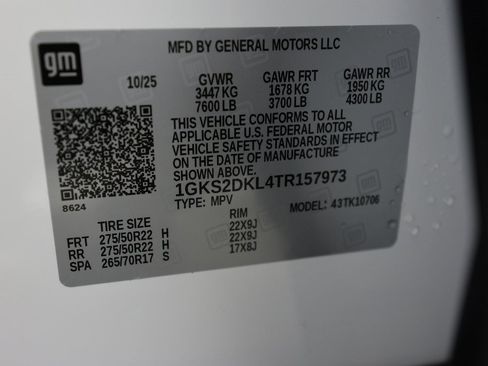 gm
MFD BY GENERAL MOTORS LLC
10/25 GVWR GAWR FRT GAWR RR
3447 KG 1678 KG 1950 KG
7600 LB 3700 LB 4300 LB
THIS VEHICLE CONFORMS TO ALL
APPLICABLE U.S. FEDERAL MOTOR
VEHICLE SAFETY STANDARDS IN EFFECT
ON THE DATE OF MANUFACTURE SHOWN ABOVE.
8624
1GKS2DKL4TR157973
TYPE: MPV MODEL: 43TK10706
TIRE SIZE RIM
FRT 275/50R22 H 22X9J
RR 275/50R22 H 22X9J
SPA 265/70R17 S 17X8J